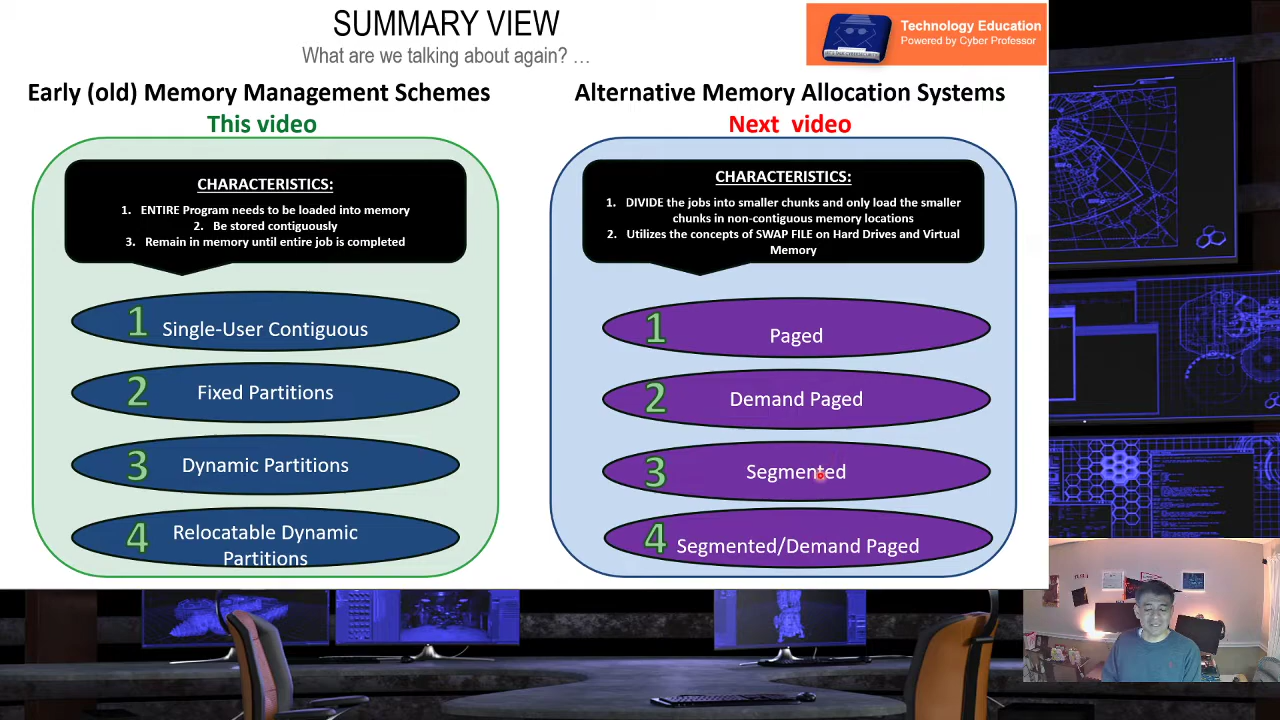 SUMMARY VIEW
What are we talking about again? …
Technology Education
Powered by Cyber Professor
Early (old) Memory Management Schemes
This video
CHARACTERISTICS:
1. ENTIRE Program needs to be loaded into memory
2. Be stored contiguously
3. Remain in memory until entire job is completed
1 Single-User Contiguous
2 Fixed Partitions
3 Dynamic Partitions
4 Relocatable Dynamic
Partitions
Alternative Memory Allocation Systems
Next video
CHARACTERISTICS:
1. DIVIDE the jobs into smaller chunks and only load the smaller
chunks in non-contiguous memory locations
2. Utilizes the concepts of SWAP FILE on Hard Drives and Virtual
Memory
1 Paged
2 Demand Paged
3 Segmented
4 Segmented/Demand Paged